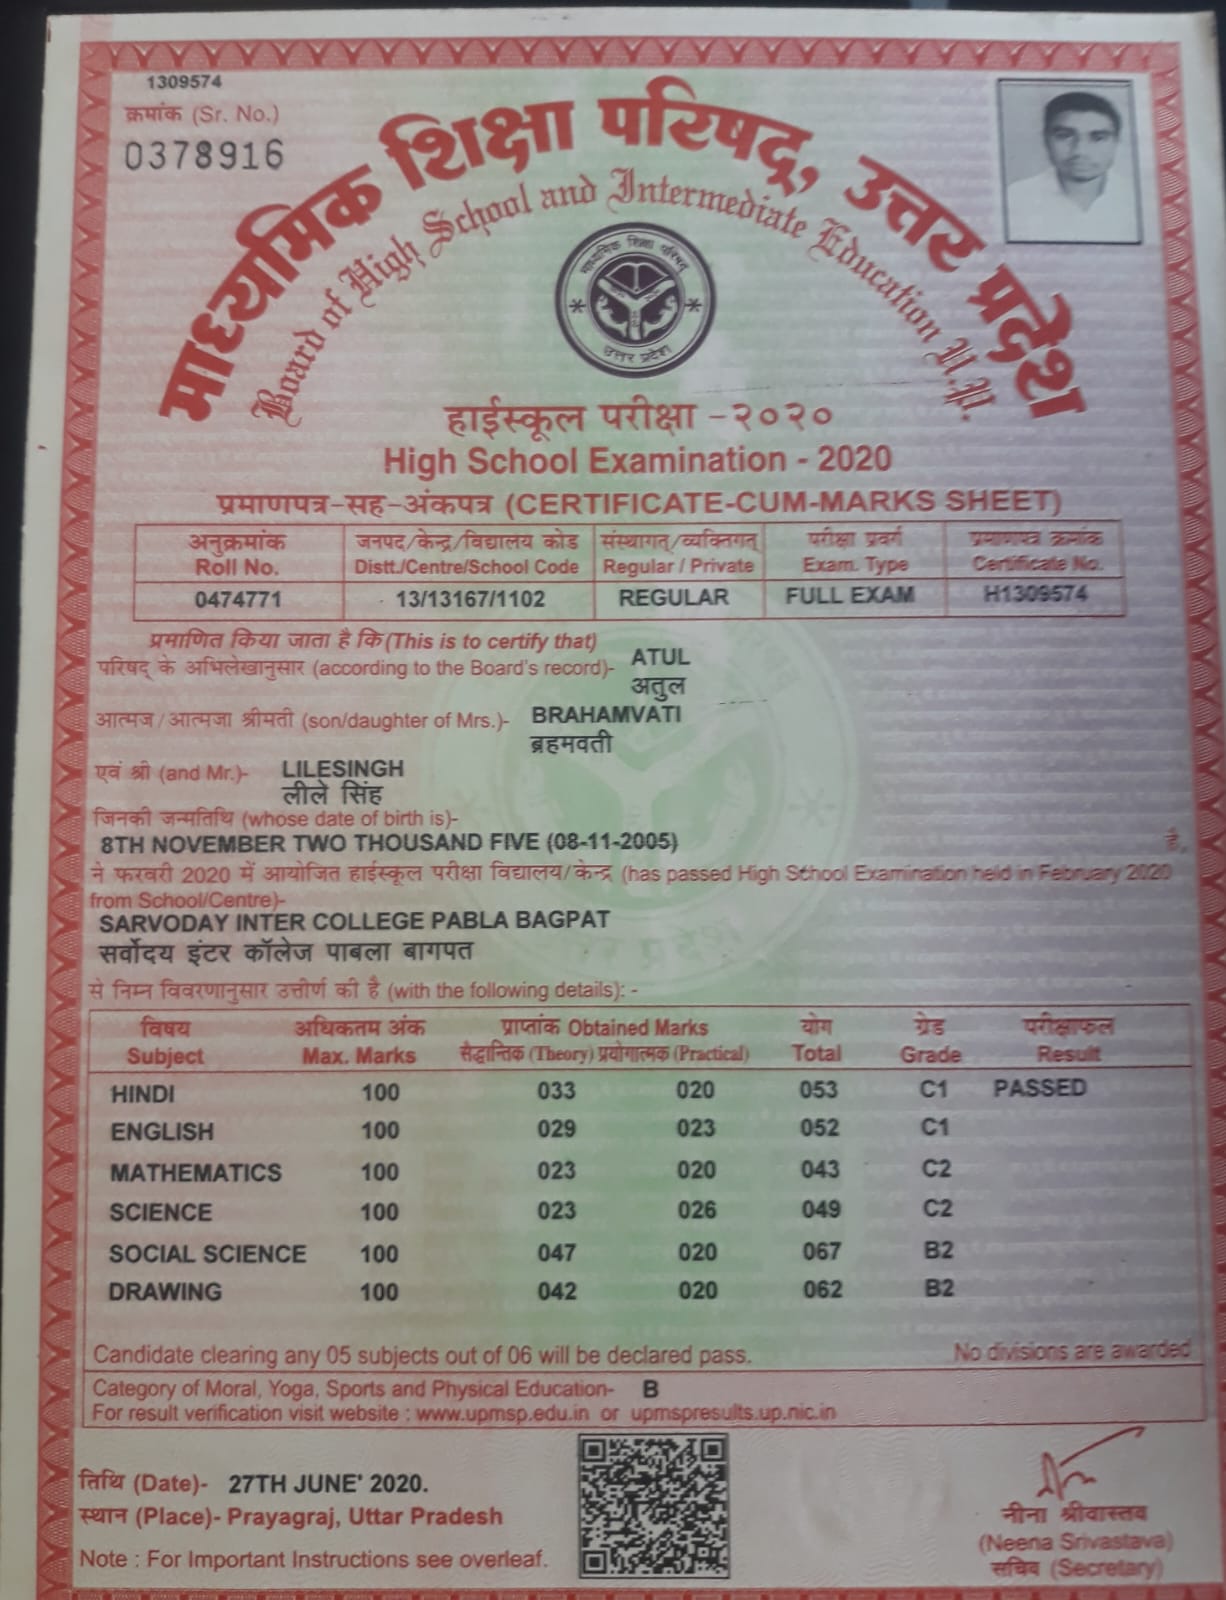 1309574
क्रमांक (Sr. No.)
0378916
माध्यमिक शिक्षा परिषद्, उत्तर प्रदेश
Board of High School and Intermediate Education U.P.
माध्यमिक शिक्षा परिषद्
उत्तर प्रदेश
हाईस्कूल परीक्षा -२०२०
High School Examination - 2020
प्रमाणपत्र-सह-अंकपत्र (CERTIFICATE-CUM-MARKS SHEET)
अनुक्रमांक जनपद/केन्द्र/विद्यालय कोड संस्थागत्/व्यक्तिगत् परीक्षा प्रवर्ग प्रमाणपत्र क्रमांक
Roll No. Distt./Centre/School Code Regular / Private Exam. Type Certificate No.
0474771 13/13167/1102 REGULAR FULL EXAM H1309574
प्रमाणित किया जाता है कि (This is to certify that)
परिषद् के अभिलेखानुसार (according to the Board's record)- ATUL
अतुल
आत्मज/आत्मजा श्रीमती (son/daughter of Mrs.)- BRAHAMVATI
ब्रहमवती
एवं श्री (and Mr.)- LILESINGH
लीले सिंह
जिनकी जन्मतिथि (whose date of birth is)-
8TH NOVEMBER TWO THOUSAND FIVE (08-11-2005) है,
ने फरवरी 2020 में आयोजित हाईस्कूल परीक्षा विद्यालय/केन्द्र (has passed High School Examination held in February 2020
from School/Centre)-
SARVODAY INTER COLLEGE PABLA BAGPAT
सर्वोदय इंटर कॉलेज पाबला बागपत
से निम्न विवरणानुसार उत्तीर्ण की है (with the following details): -
विषय अधिकतम अंक प्राप्तांक Obtained Marks योग ग्रेड परीक्षाफल
Subject Max. Marks सैद्धान्तिक (Theory) प्रयोगात्मक (Practical) Total Grade Result
HINDI 100 033 020 053 C1 PASSED
ENGLISH 100 029 023 052 C1
MATHEMATICS 100 023 020 043 C2
SCIENCE 100 023 026 049 C2
SOCIAL SCIENCE 100 047 020 067 B2
DRAWING 100 042 020 062 B2
Candidate clearing any 05 subjects out of 06 will be declared pass. No divisions are awarded
Category of Moral, Yoga, Sports and Physical Education- B
For result verification visit website : www.upmsp.edu.in or upmspresults.up.nic.in
तिथि (Date)- 27TH JUNE' 2020.
स्थान (Place)- Prayagraj, Uttar Pradesh
Note : For Important Instructions see overleaf.
नीना श्रीवास्तव
(Neena Srivastava)
सचिव (Secretary)